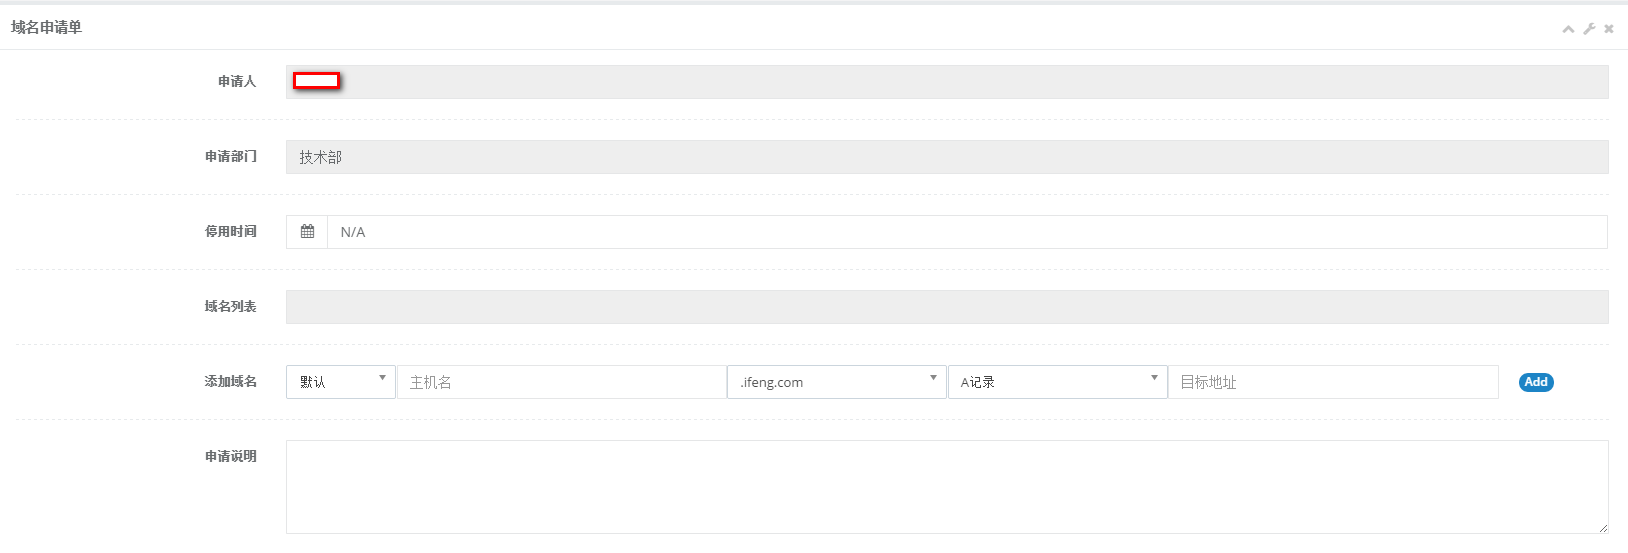 域名申请单
申请人
申请部门 技术部
停用时间 N/A
域名列表
添加域名 默认 主机名 .ifeng.com A记录 目标地址 Add
申请说明